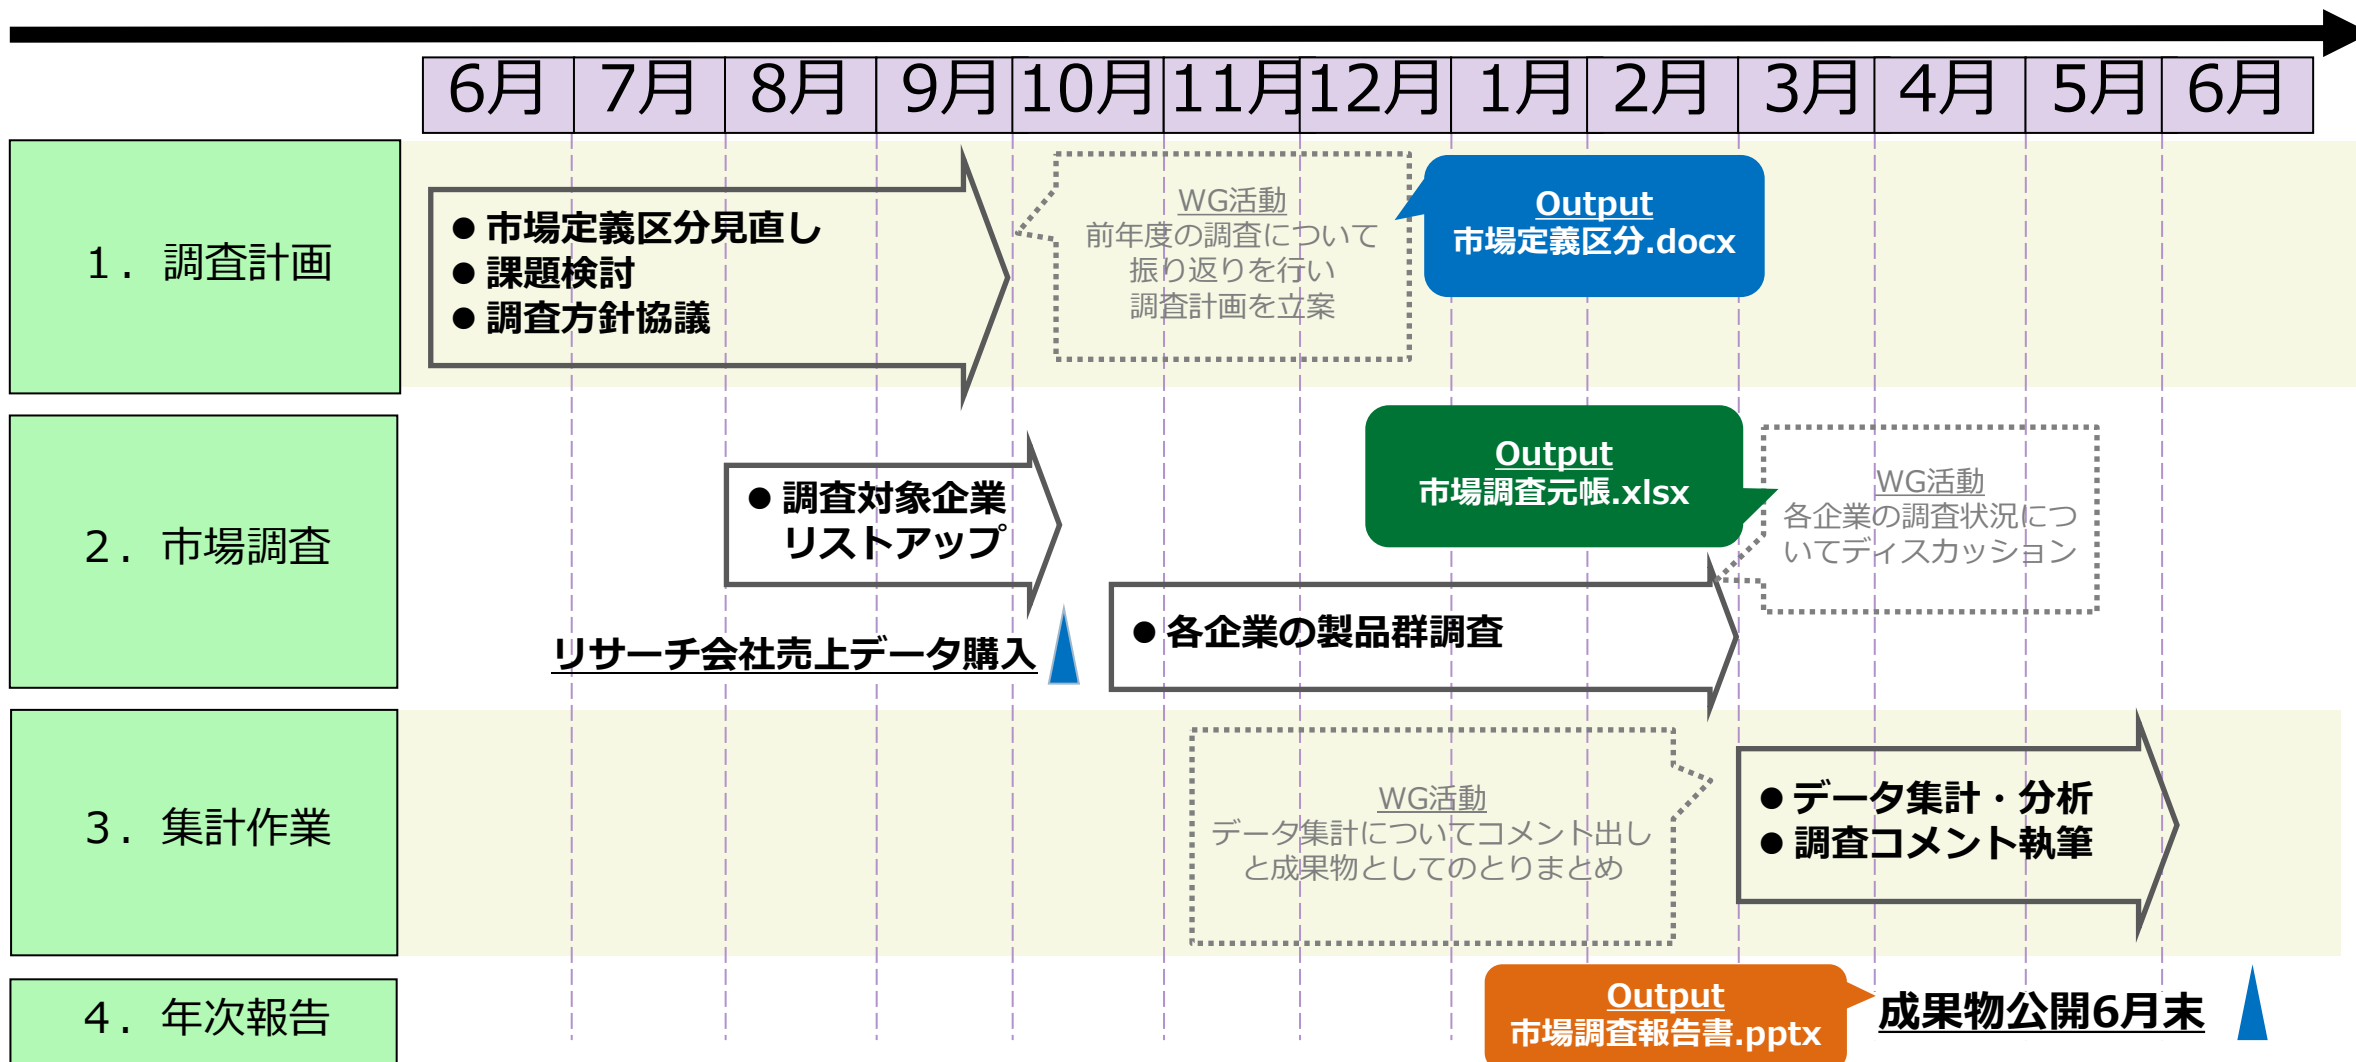 6月 7月 8月 9月 10月 11月 12月 1月 2月 3月 4月 5月 6月
1. 調査計画
● 市場定義区分見直し
● 課題検討
● 調査方針協議
WG活動
前年度の調査について
振り返りを行い
調査計画を立案
Output
市場定義区分.docx
2. 市場調査
● 調査対象企業
リストアップ
リサーチ会社売上データ購入
● 各企業の製品群調査
Output
市場調査元帳.xlsx
WG活動
各企業の調査状況につ
いてディスカッション
3. 集計作業
WG活動
データ集計についてコメント出し
と成果物としてのとりまとめ
● データ集計・分析
● 調査コメント執筆
4. 年次報告
Output
市場調査報告書.pptx
成果物公開6月末